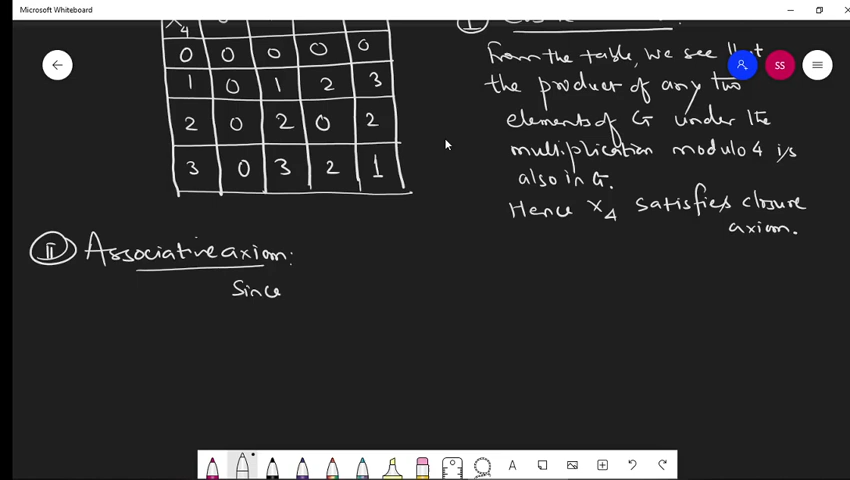 Microsoft Whiteboard
X4
0 0 0 0 0
1 0 1 2 3
2 0 2 0 2
3 0 3 2 1
I
From the table, we see that
the product of any two
elements of G under the
multiplication modulo 4 is
also in G.
Hence X4 satisfies closure
axiom.
II Associative axiom:
Since
SS
A